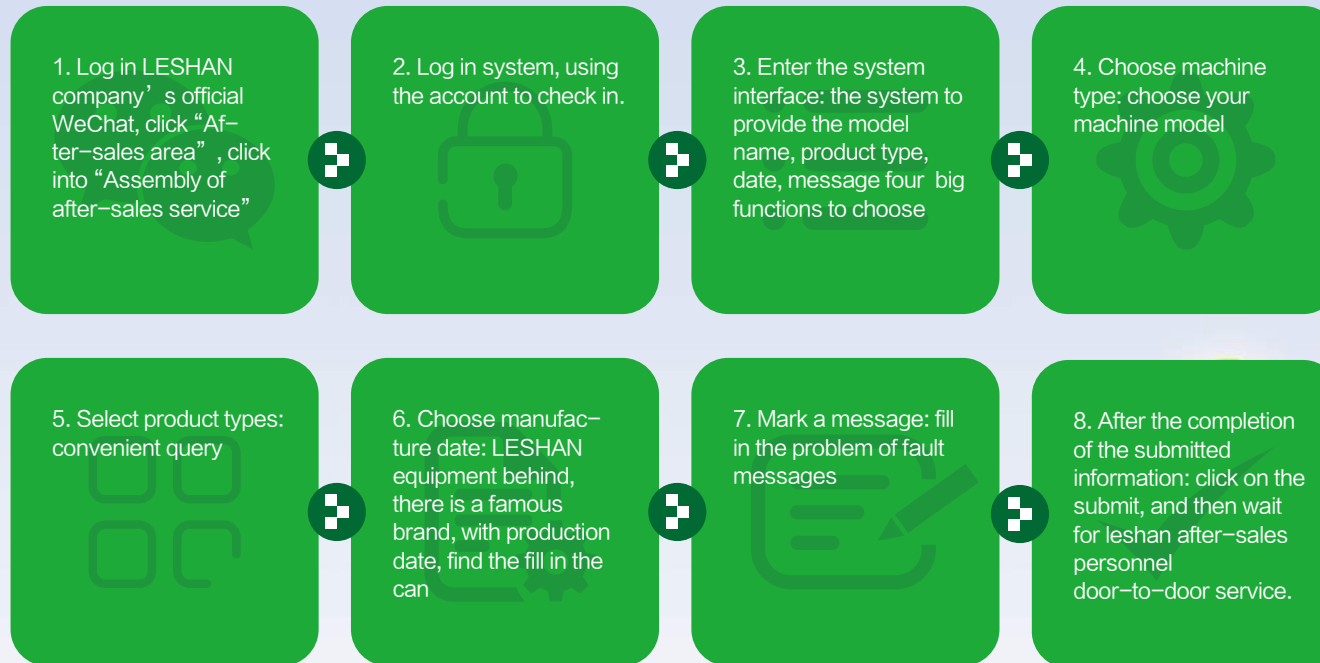 1. Log in LESHAN
company’s official
WeChat, click “Af-
ter-sales area”, click
into “Assembly of
after-sales service”
2. Log in system, using
the account to check in.
3. Enter the system
interface: the system to
provide the model
name, product type,
date, message four big
functions to choose
4. Choose machine
type: choose your
machine model
5. Select product types:
convenient query
6. Choose manufac-
ture date: LESHAN
equipment behind,
there is a famous
brand, with production
date, find the fill in the
can
7. Mark a message: fill
in the problem of fault
messages
8. After the completion
of the submitted
information: click on the
submit, and then wait
for leshan after-sales
personnel
door-to-door service.